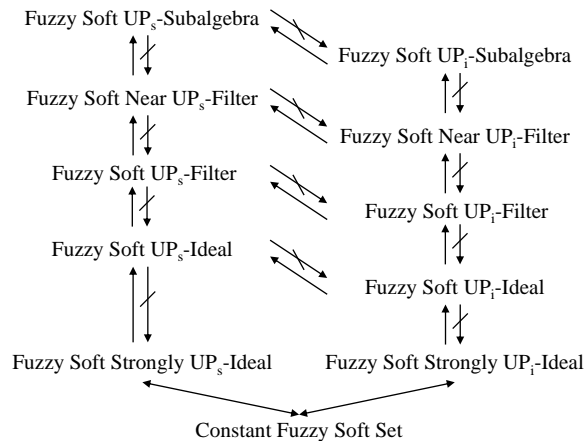 Fuzzy Soft UPs-Subalgebra
Fuzzy Soft UPi-Subalgebra
Fuzzy Soft Near UPs-Filter
Fuzzy Soft Near UPi-Filter
Fuzzy Soft UPs-Filter
Fuzzy Soft UPi-Filter
Fuzzy Soft UPs-Ideal
Fuzzy Soft UPi-Ideal
Fuzzy Soft Strongly UPs-Ideal
Fuzzy Soft Strongly UPi-Ideal
Constant Fuzzy Soft Set